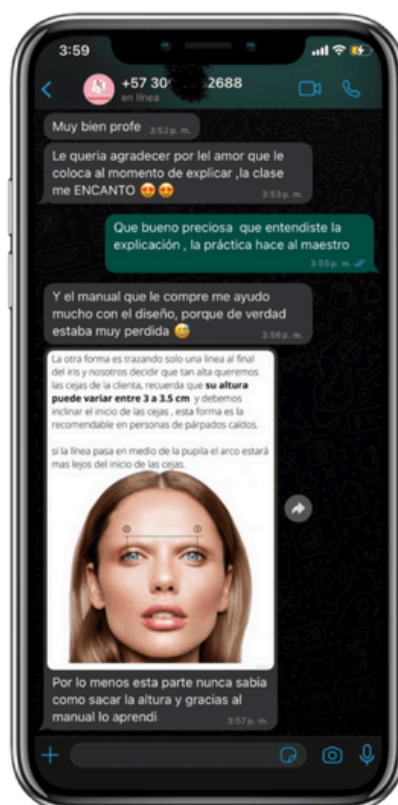 3:59
+57 30 2688
en línea
Muy bien profe 3:52 p. m.
Le queria agradecer por lel amor que le
coloca al momento de explicar ,la clase
me ENCANTO 😍😍 3:53 p. m.
Que bueno preciosa que entendiste la
explicación , la práctica hace al maestro
3:55 p. m.
Y el manual que le compre me ayudo
mucho con el diseño, porque de verdad
estaba muy perdida 😅 3:56 p. m.
La otra forma es trazando solo una linea al final
del iris y nosotros decidir que tan alta queremos
las cejas de la clienta, recuerda que su altura
puede variar entre 3 a 3.5 cm y debemos
inclinar el inicio de las cejas , esta forma es la
recomendable en personas de párpados caídos.
si la línea pasa en medio de la pupila el arco estará
mas lejos del inicio de las cejas.
Por lo menos esta parte nunca sabia
como sacar la altura y gracias al
manual lo aprendi 3:57 p. m.